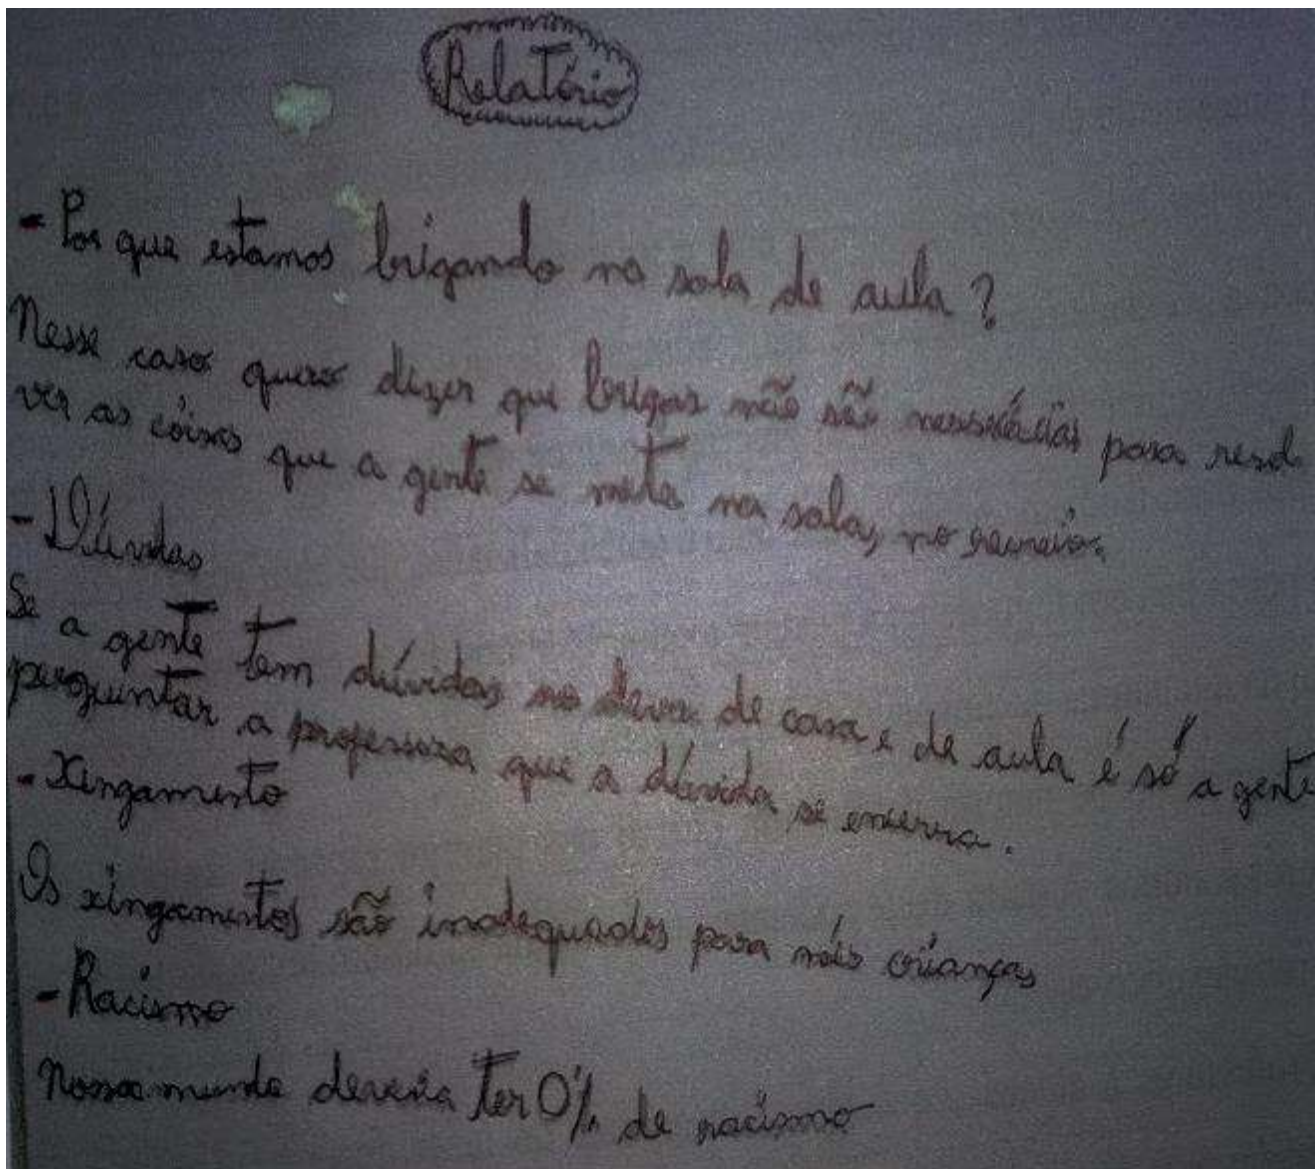 Relatório
- Por que estamos brigando na sala de aula?
Nesse caso quero dizer que brigas não são nessecárias para resol
ver as coisas que a gente se mete na sala, no recreio.
- Dúvidas
Se a gente tem dúvidas no dever de casa e de aula é só a gente
perguntar a professora que a dúvida se encerra.
- Xingamento
Os xingamentos são inadequados para nós crianças
- Racismo
Nosso mundo deveria ter 0% de racismo